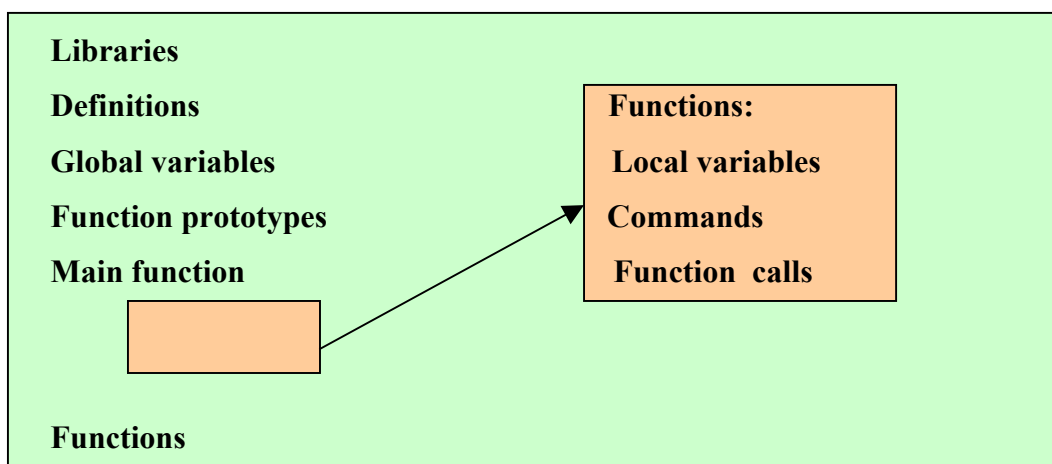 Libraries
Definitions
Global variables
Function prototypes
Main function
Functions
Functions:
Local variables
Commands
Function calls